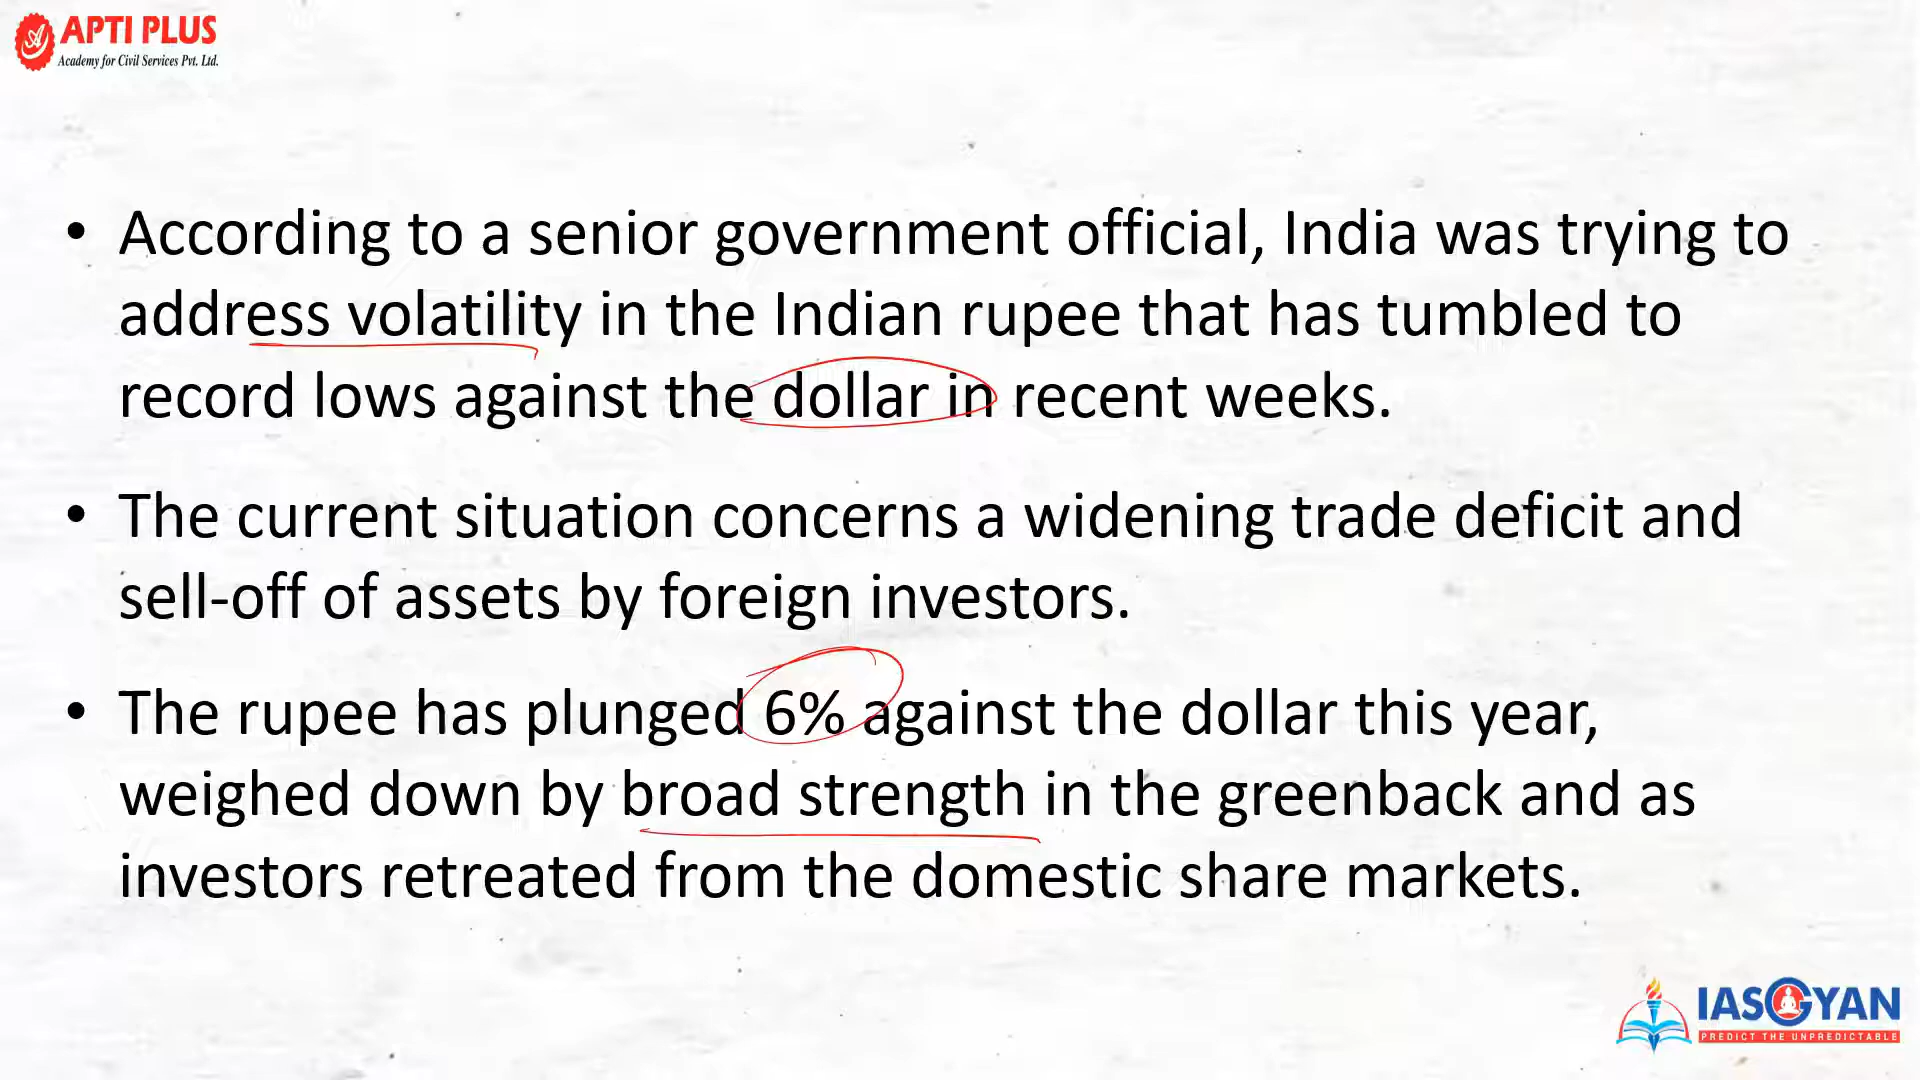 APTI PLUS
Academy for Civil Services Pvt. Ltd.
• According to a senior government official, India was trying to
address volatility in the Indian rupee that has tumbled to
record lows against the dollar in recent weeks.
• The current situation concerns a widening trade deficit and
sell-off of assets by foreign investors.
• The rupee has plunged 6% against the dollar this year,
weighed down by broad strength in the greenback and as
investors retreated from the domestic share markets.
IASGYAN
PREDICT THE UNPREDICTABLE